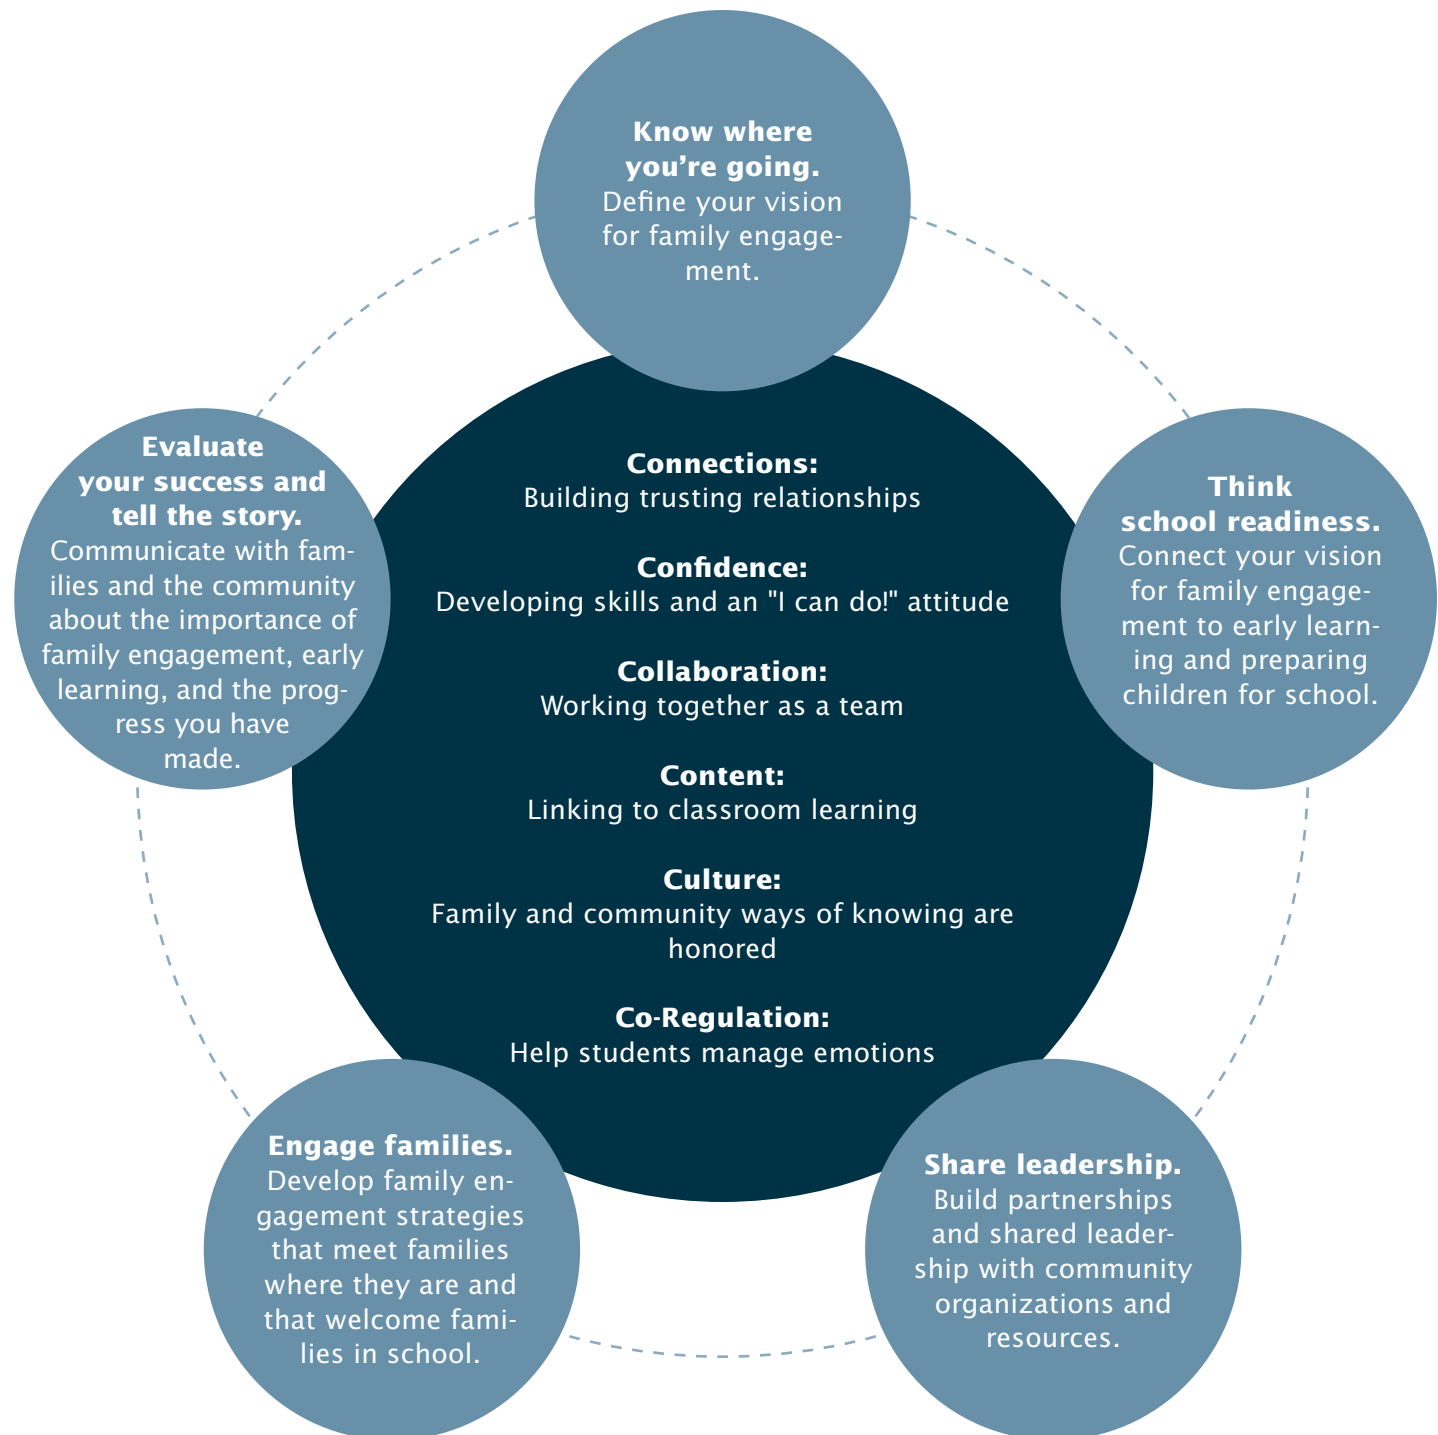 Know where
you’re going.
Define your vision
for family engage-
ment.
Think
school readiness.
Connect your vision
for family engage-
ment to early learn-
ing and preparing
children for school.
Share leadership.
Build partnerships
and shared leader-
ship with community
organizations and
resources.
Engage families.
Develop family en-
gagement strategies
that meet families
where they are and
that welcome fami-
lies in school.
Evaluate
your success and
tell the story.
Communicate with fam-
ilies and the community
about the importance of
family engagement, early
learning, and the prog-
ress you have
made.
Connections:
Building trusting relationships
Confidence:
Developing skills and an "I can do!" attitude
Collaboration:
Working together as a team
Content:
Linking to classroom learning
Culture:
Family and community ways of knowing are
honored
Co-Regulation:
Help students manage emotions